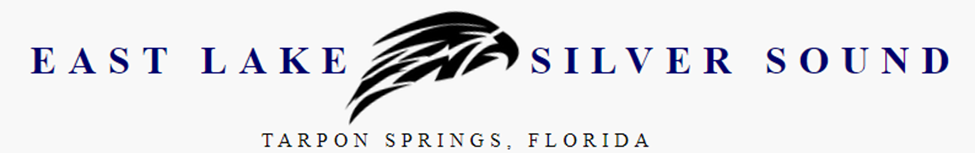 EAST LAKE SILVER SOUND
TARPON SPRINGS, FLORIDA